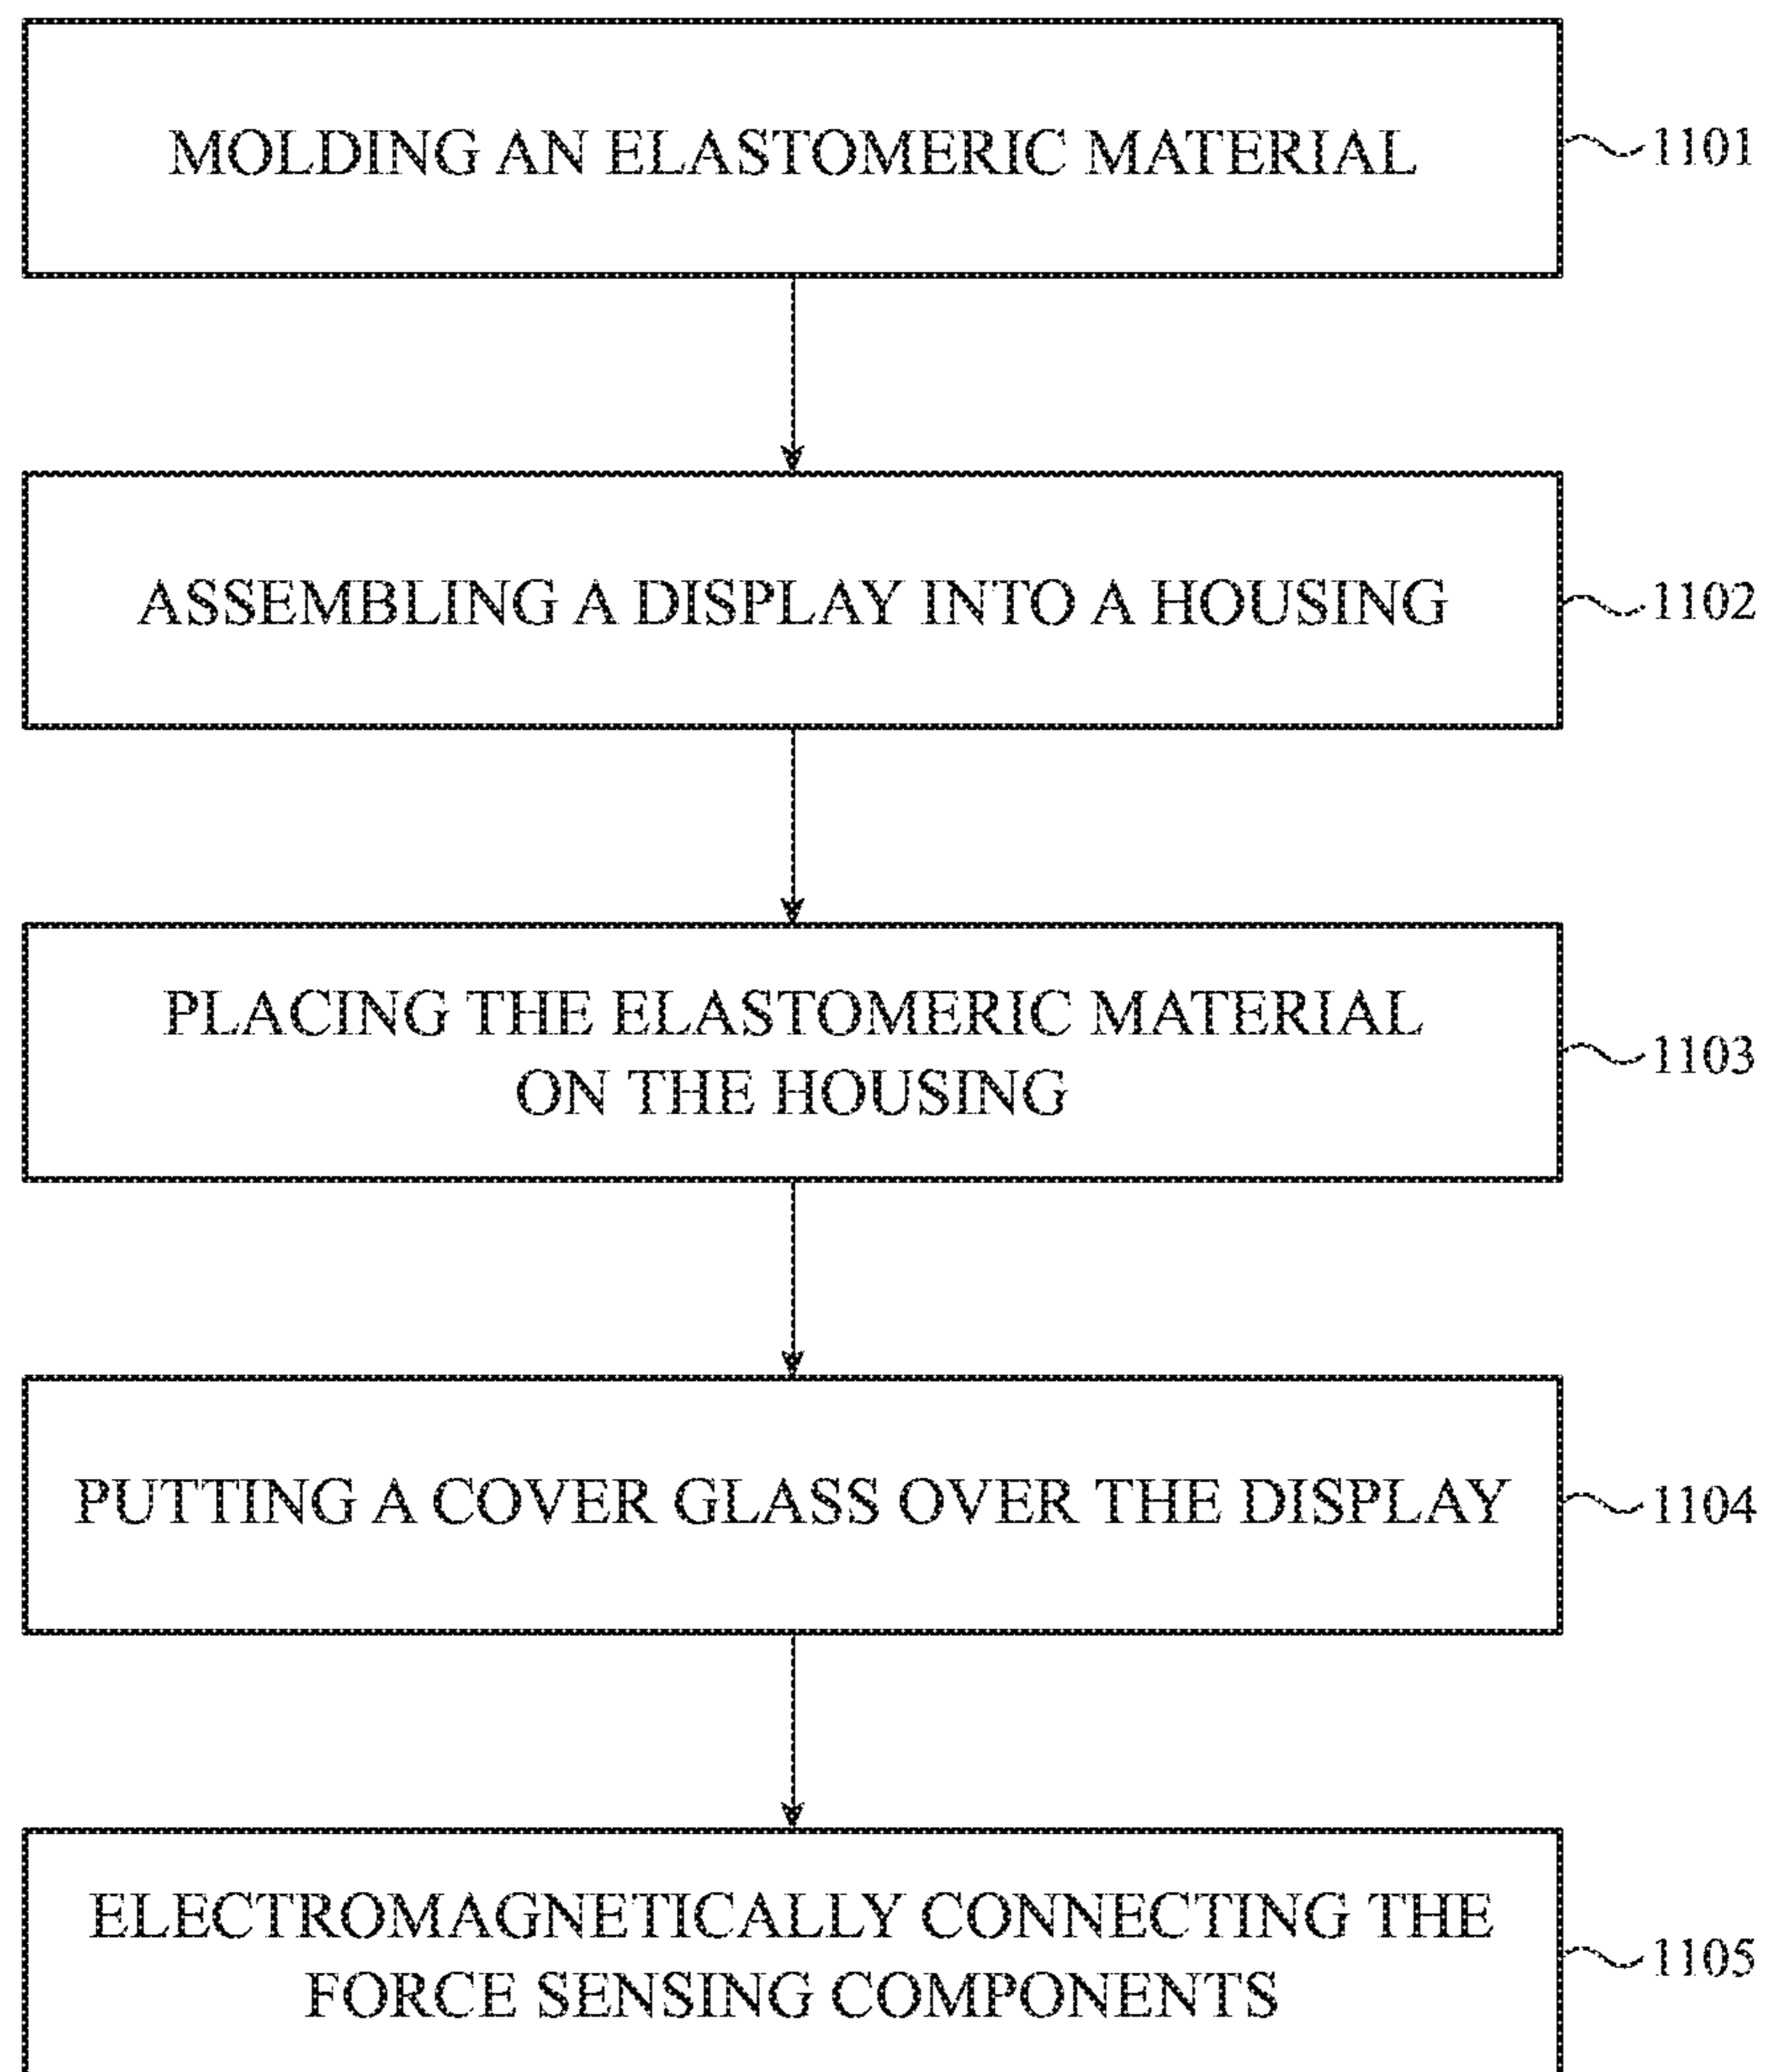 MOLDING AN ELASTOMERIC MATERIAL
1101
ASSEMBLING A DISPLAY INTO A HOUSING
1102
PLACING THE ELASTOMERIC MATERIAL
ON THE HOUSING
1103
PUTTING A COVER GLASS OVER THE DISPLAY
1104
ELECTROMAGNETICALLY CONNECTING THE
FORCE SENSING COMPONENTS
1105